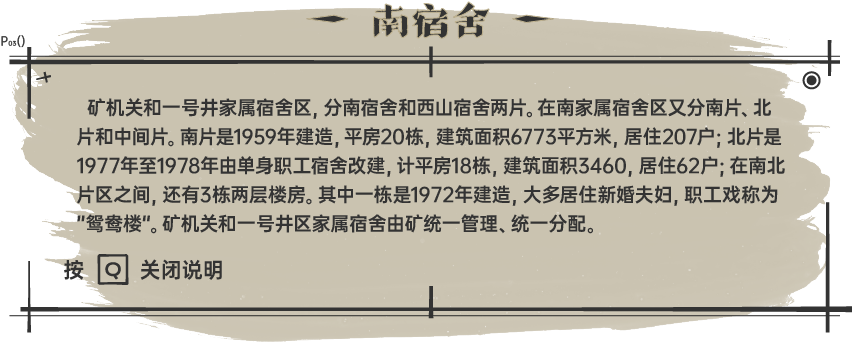 南宿舍
P₀₃()
矿机关和一号井家属宿舍区，分南宿舍和西山宿舍两片。在南家属宿舍区又分南片、北
片和中间片。南片是1959年建造，平房20栋，建筑面积6773平方米，居住207户；北片是
1977年至1978年由单身职工宿舍改建，计平房18栋，建筑面积3460，居住62户；在南北
片区之间，还有3栋两层楼房。其中一栋是1972年建造，大多居住新婚夫妇，职工戏称为
"鸳鸯楼"。矿机关和一号井区家属宿舍由矿统一管理、统一分配。
按 Q 关闭说明